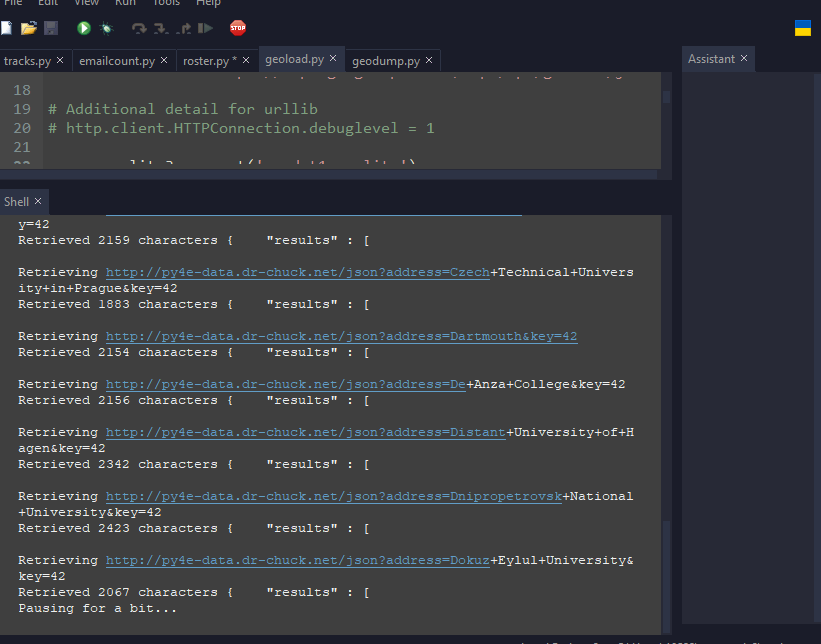 File Edit View Run Tools Help
STOP
tracks.py × emailcount.py × roster.py * × geoload.py × geodump.py ×
Assistant ×
18
19 # Additional detail for urllib
20 # http.client.HTTPConnection.debuglevel = 1
21
22
Shell ×
y=42
Retrieved 2159 characters { "results" : [
Retrieving http://py4e-data.dr-chuck.net/json?address=Czech+Technical+Univers
ity+in+Prague&key=42
Retrieved 1883 characters { "results" : [
Retrieving http://py4e-data.dr-chuck.net/json?address=Dartmouth&key=42
Retrieved 2154 characters { "results" : [
Retrieving http://py4e-data.dr-chuck.net/json?address=De+Anza+College&key=42
Retrieved 2156 characters { "results" : [
Retrieving http://py4e-data.dr-chuck.net/json?address=Distant+University+of+H
agen&key=42
Retrieved 2342 characters { "results" : [
Retrieving http://py4e-data.dr-chuck.net/json?address=Dnipropetrovsk+National
+University&key=42
Retrieved 2423 characters { "results" : [
Retrieving http://py4e-data.dr-chuck.net/json?address=Dokuz+Eylul+University&
key=42
Retrieved 2067 characters { "results" : [
Pausing for a bit...